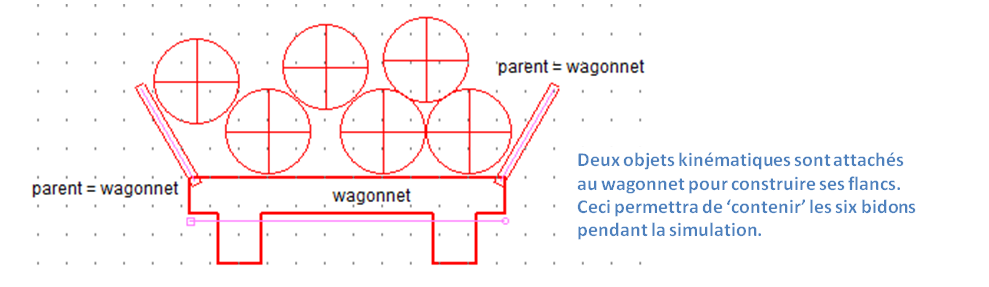 'parent = wagonnet
parent = wagonnet
wagonnet
Deux objets kinématiques sont attachés
au wagonnet pour construire ses flancs.
Ceci permettra de 'contenir' les six bidons
pendant la simulation.